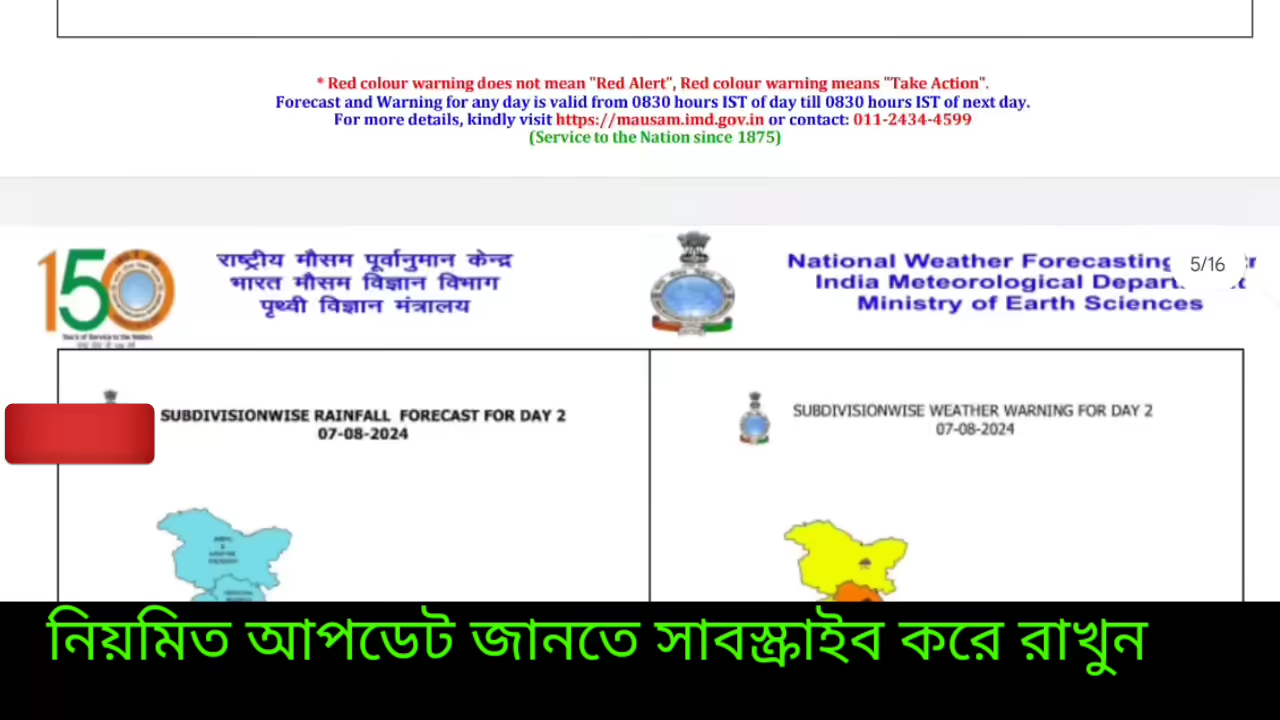 * Red colour warning does not mean "Red Alert", Red colour warning means "Take Action".
Forecast and Warning for any day is valid from 0830 hours IST of day till 0830 hours IST of next day.
For more details, kindly visit https://mausam.imd.gov.in or contact: 011-2434-4599
(Service to the Nation since 1875)
150
राष्ट्रीय मौसम पूर्वानुमान केन्द्र
भारत मौसम विज्ञान विभाग
पृथ्वी विज्ञान मंत्रालय
National Weather Forecasting
India Meteorological
Ministry of Earth Sciences
5/16
SUBDIVISIONWISE RAINFALL FORECAST FOR DAY 2
07-08-2024
SUBDIVISIONWISE WEATHER WARNING FOR DAY 2
07-08-2024
নিয়মিত আপডেট জানতে সাবস্ক্রাইব করে রাখুন